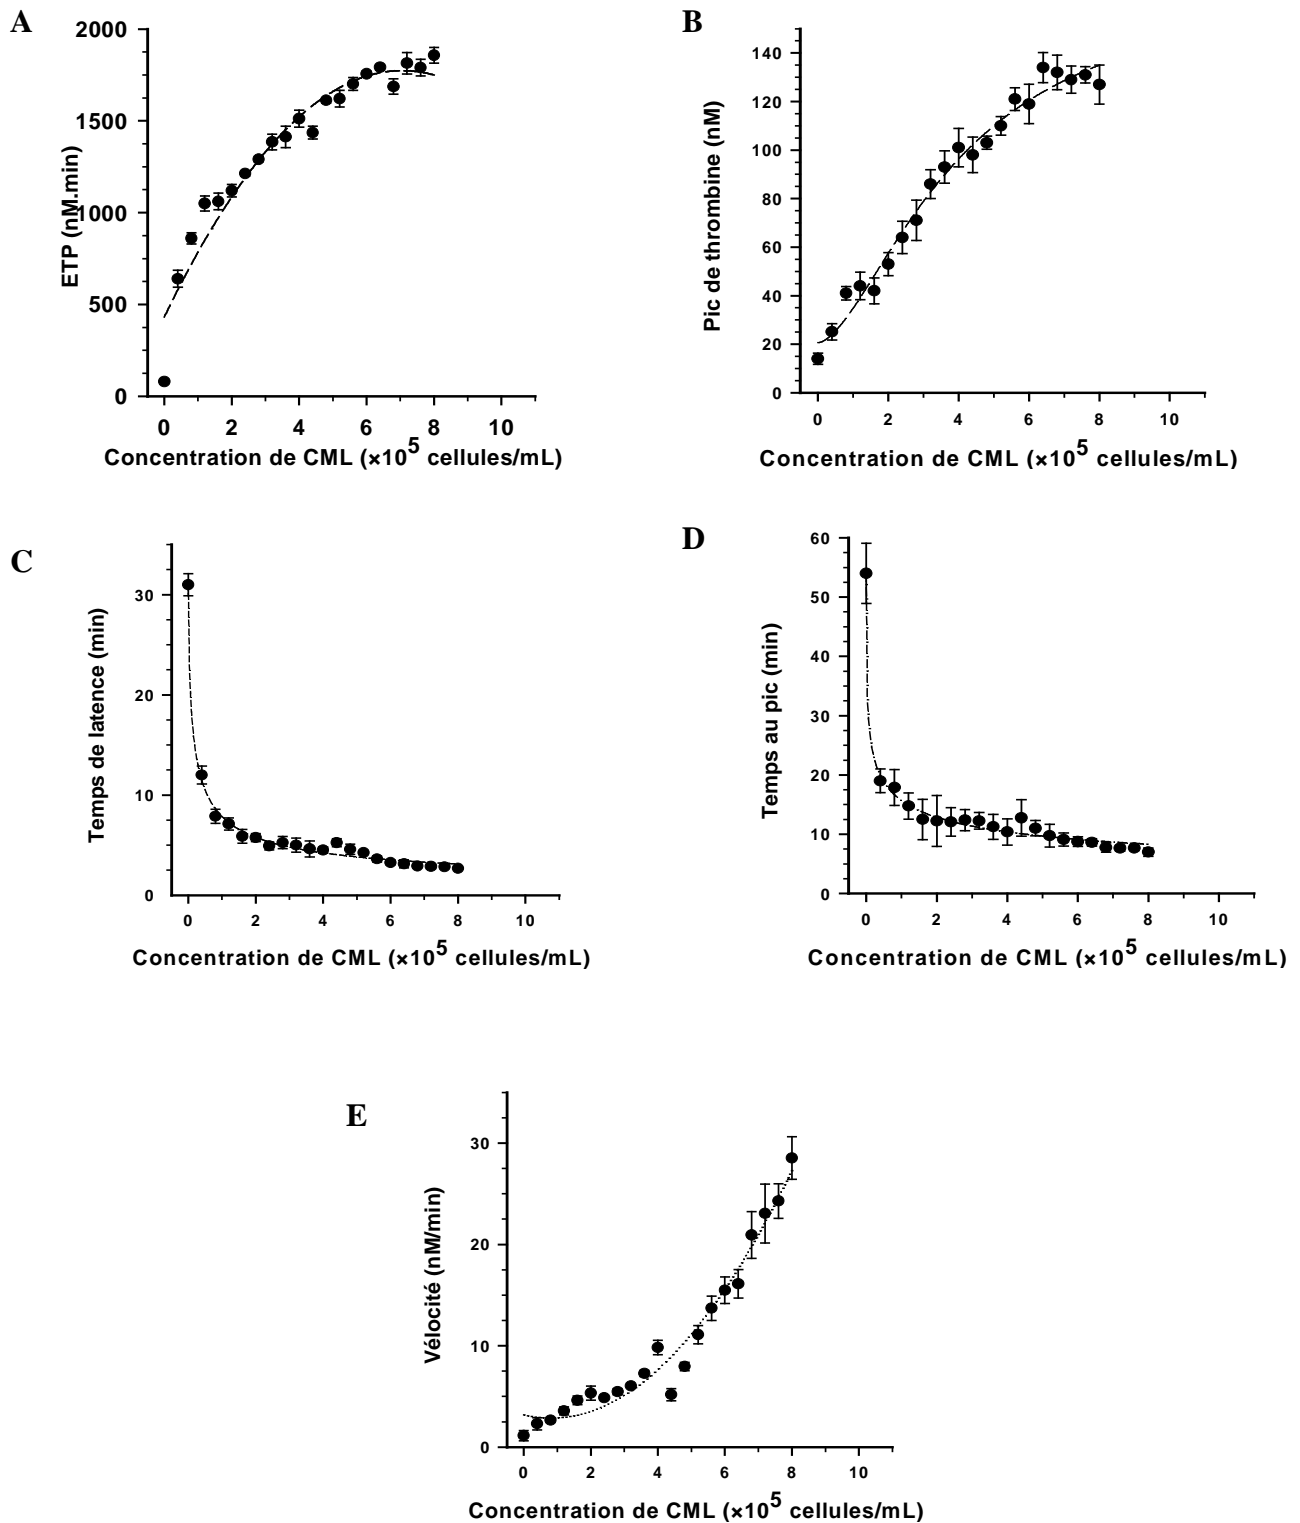 A
2000
1500
1000
500
0
ETP (nM.min)
0 2 4 6 8 10
Concentration de CML (×10⁵ cellules/mL)
B
140
120
100
80
60
40
20
0
Pic de thrombine (nM)
0 2 4 6 8 10
Concentration de CML (×10⁵ cellules/mL)
C
30
20
10
0
Temps de latence (min)
0 2 4 6 8 10
Concentration de CML (×10⁵ cellules/mL)
D
60
50
40
30
20
10
0
Temps au pic (min)
0 2 4 6 8 10
Concentration de CML (×10⁵ cellules/mL)
E
30
20
10
0
Vélocité (nM/min)
0 2 4 6 8 10
Concentration de CML (×10⁵ cellules/mL)